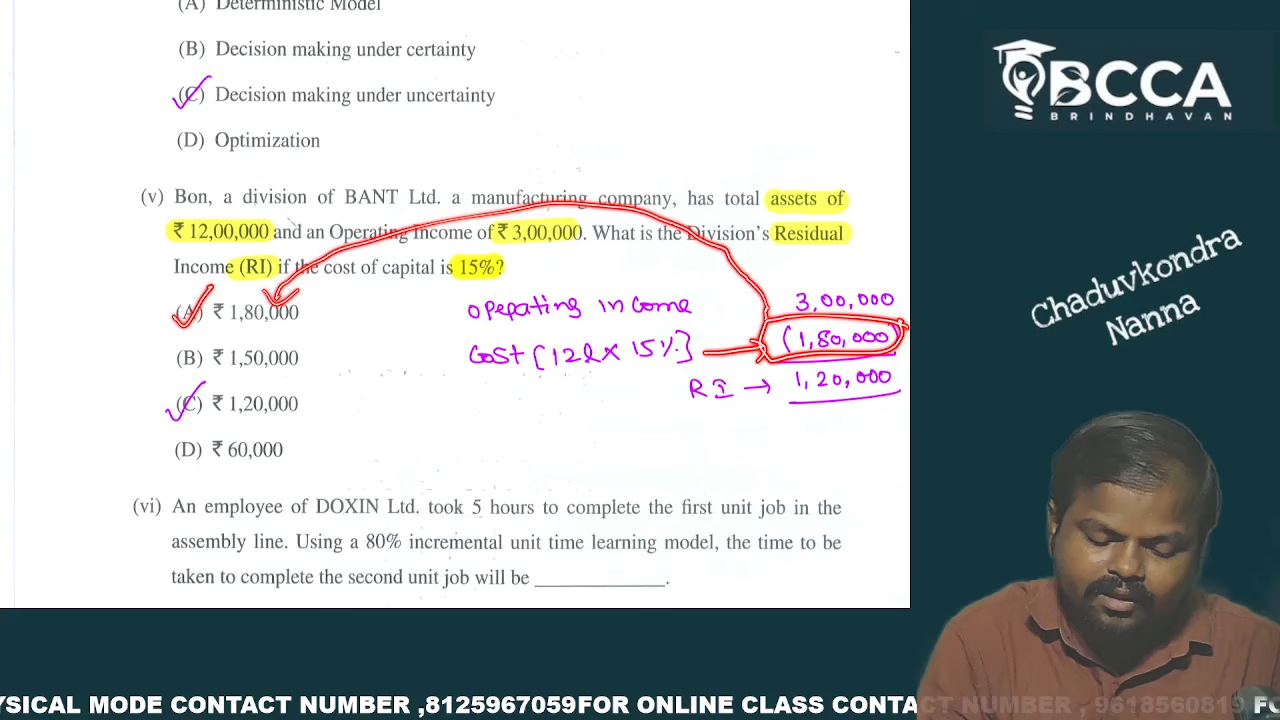 (A) Deterministic Model
(B) Decision making under certainty
(C) Decision making under uncertainty
(D) Optimization
(v) Bon, a division of BANT Ltd. a manufacturing company, has total assets of
₹ 12,00,000 and an Operating Income of ₹ 3,00,000. What is the Division's Residual
Income (RI) if the cost of capital is 15%?
(A) ₹ 1,80,000
(B) ₹ 1,50,000
(C) ₹ 1,20,000
(D) ₹ 60,000
Operating income 3,00,000
Cost [12L × 15%] (1,80,000)
RI → 1,20,000
(vi) An employee of DOXIN Ltd. took 5 hours to complete the first unit job in the
assembly line. Using a 80% incremental unit time learning model, the time to be
taken to complete the second unit job will be ____________.
BCCA
BRINDHAVAN
Chaduvkondra
Nanna
YSICAL MODE CONTACT NUMBER ,8125967059FOR ONLINE CLASS CONTACT NUMBER , 9618560819 FO